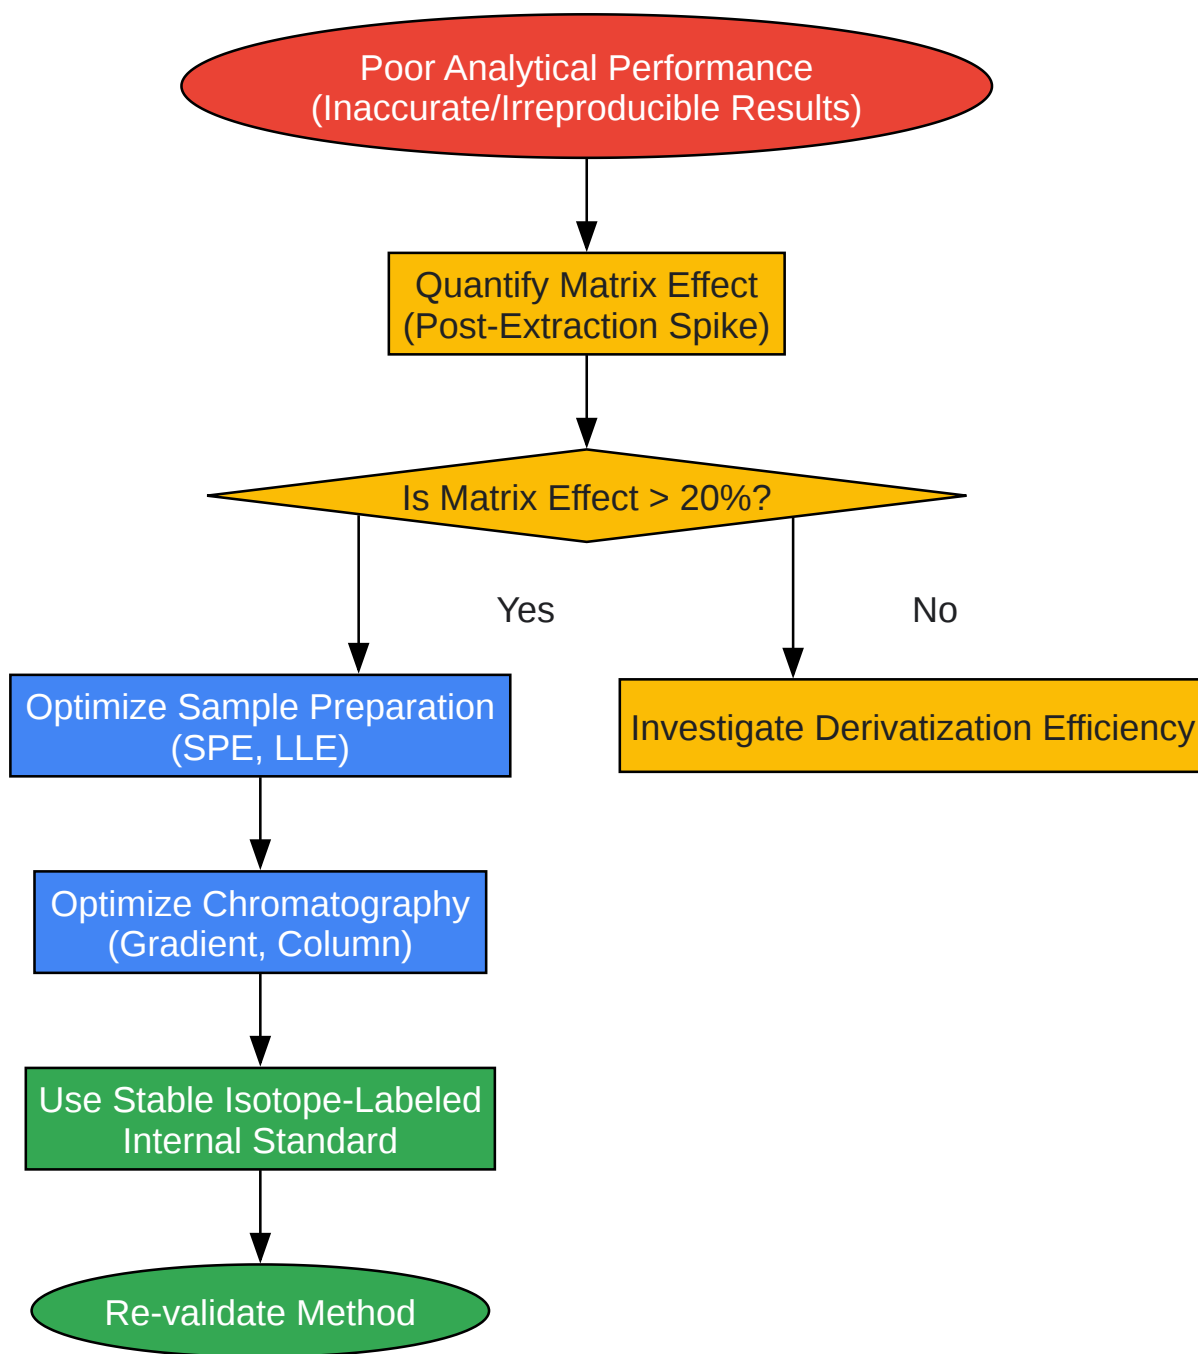 Poor Analytical Performance
(Inaccurate/Irreproducible Results)
Quantify Matrix Effect
(Post-Extraction Spike)
Is Matrix Effect > 20%?
Yes
No
Optimize Sample Preparation
(SPE, LLE)
Investigate Derivatization Efficiency
Optimize Chromatography
(Gradient, Column)
Use Stable Isotope-Labeled
Internal Standard
Re-validate Method